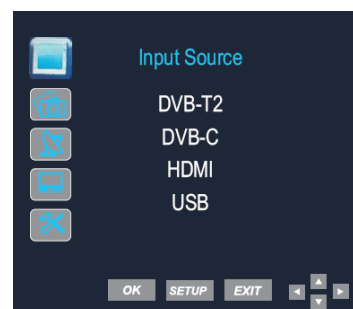 Input Source
DVB-T2
DVB-C
HDMI
USB
OK SETUP EXIT